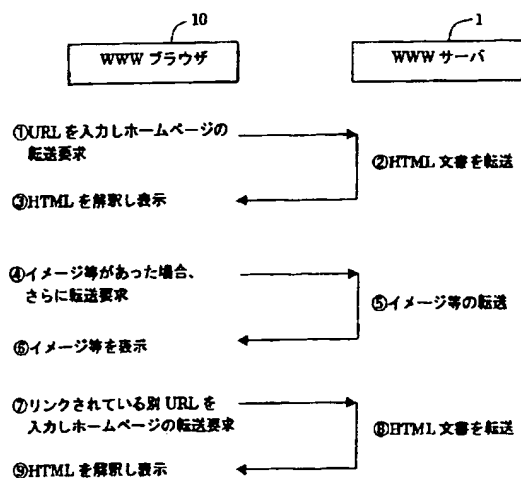 10
1
WWW ブラウザ
WWW サーバ
①URL を入力しホームページの
転送要求
②HTML 文書を転送
③HTML を解釈し表示
④イメージ等があった場合、
さらに転送要求
⑤イメージ等の転送
⑥イメージ等を表示
⑦リンクされている別 URL を
入力しホームページの転送要求
⑧HTML 文書を転送
⑨HTML を解釈し表示